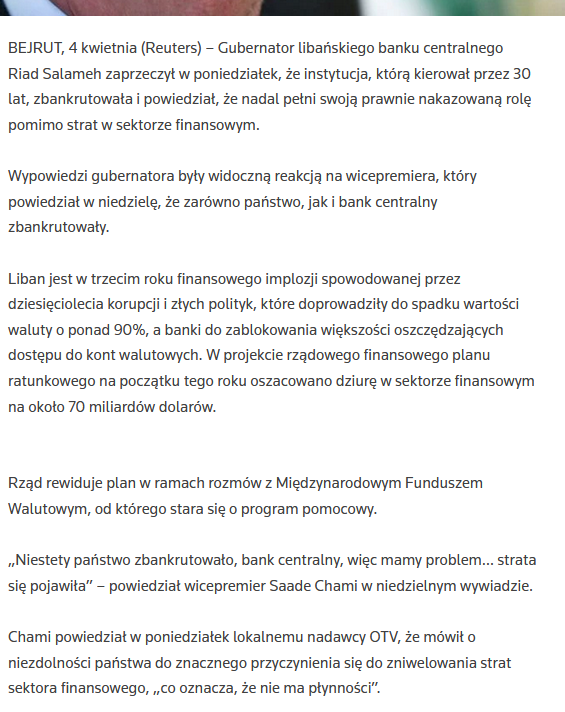 BEJRUT, 4 kwietnia (Reuters) – Gubernator libańskiego banku centralnego
Riad Salameh zaprzeczył w poniedziałek, że instytucja, którą kierował przez 30
lat, zbankrutowała i powiedział, że nadal pełni swoją prawnie nakazowaną rolę
pomimo strat w sektorze finansowym.
Wypowiedzi gubernatora były widoczną reakcją na wicepremiera, który
powiedział w niedzielę, że zarówno państwo, jak i bank centralny
zbankrutowały.
Liban jest w trzecim roku finansowego implozji spowodowanej przez
dziesięciolecia korupcji i złych polityk, które doprowadziły do spadku wartości
waluty o ponad 90%, a banki do zablokowania większości oszczędzających
dostępu do kont walutowych. W projekcie rządowego finansowego planu
ratunkowego na początku tego roku oszacowano dziurę w sektorze finansowym
na około 70 miliardów dolarów.
Rząd rewiduje plan w ramach rozmów z Międzynarodowym Funduszem
Walutowym, od którego stara się o program pomocowy.
„Niestety państwo zbankrutowało, bank centralny, więc mamy problem... strata
się pojawiła” – powiedział wicepremier Saade Chami w niedzielnym wywiadzie.
Chami powiedział w poniedziałek lokalnemu nadawcy OTV, że mówił o
niezdolności państwa do znacznego przyczynienia się do zniwelowania strat
sektora finansowego, „co oznacza, że nie ma płynności”.